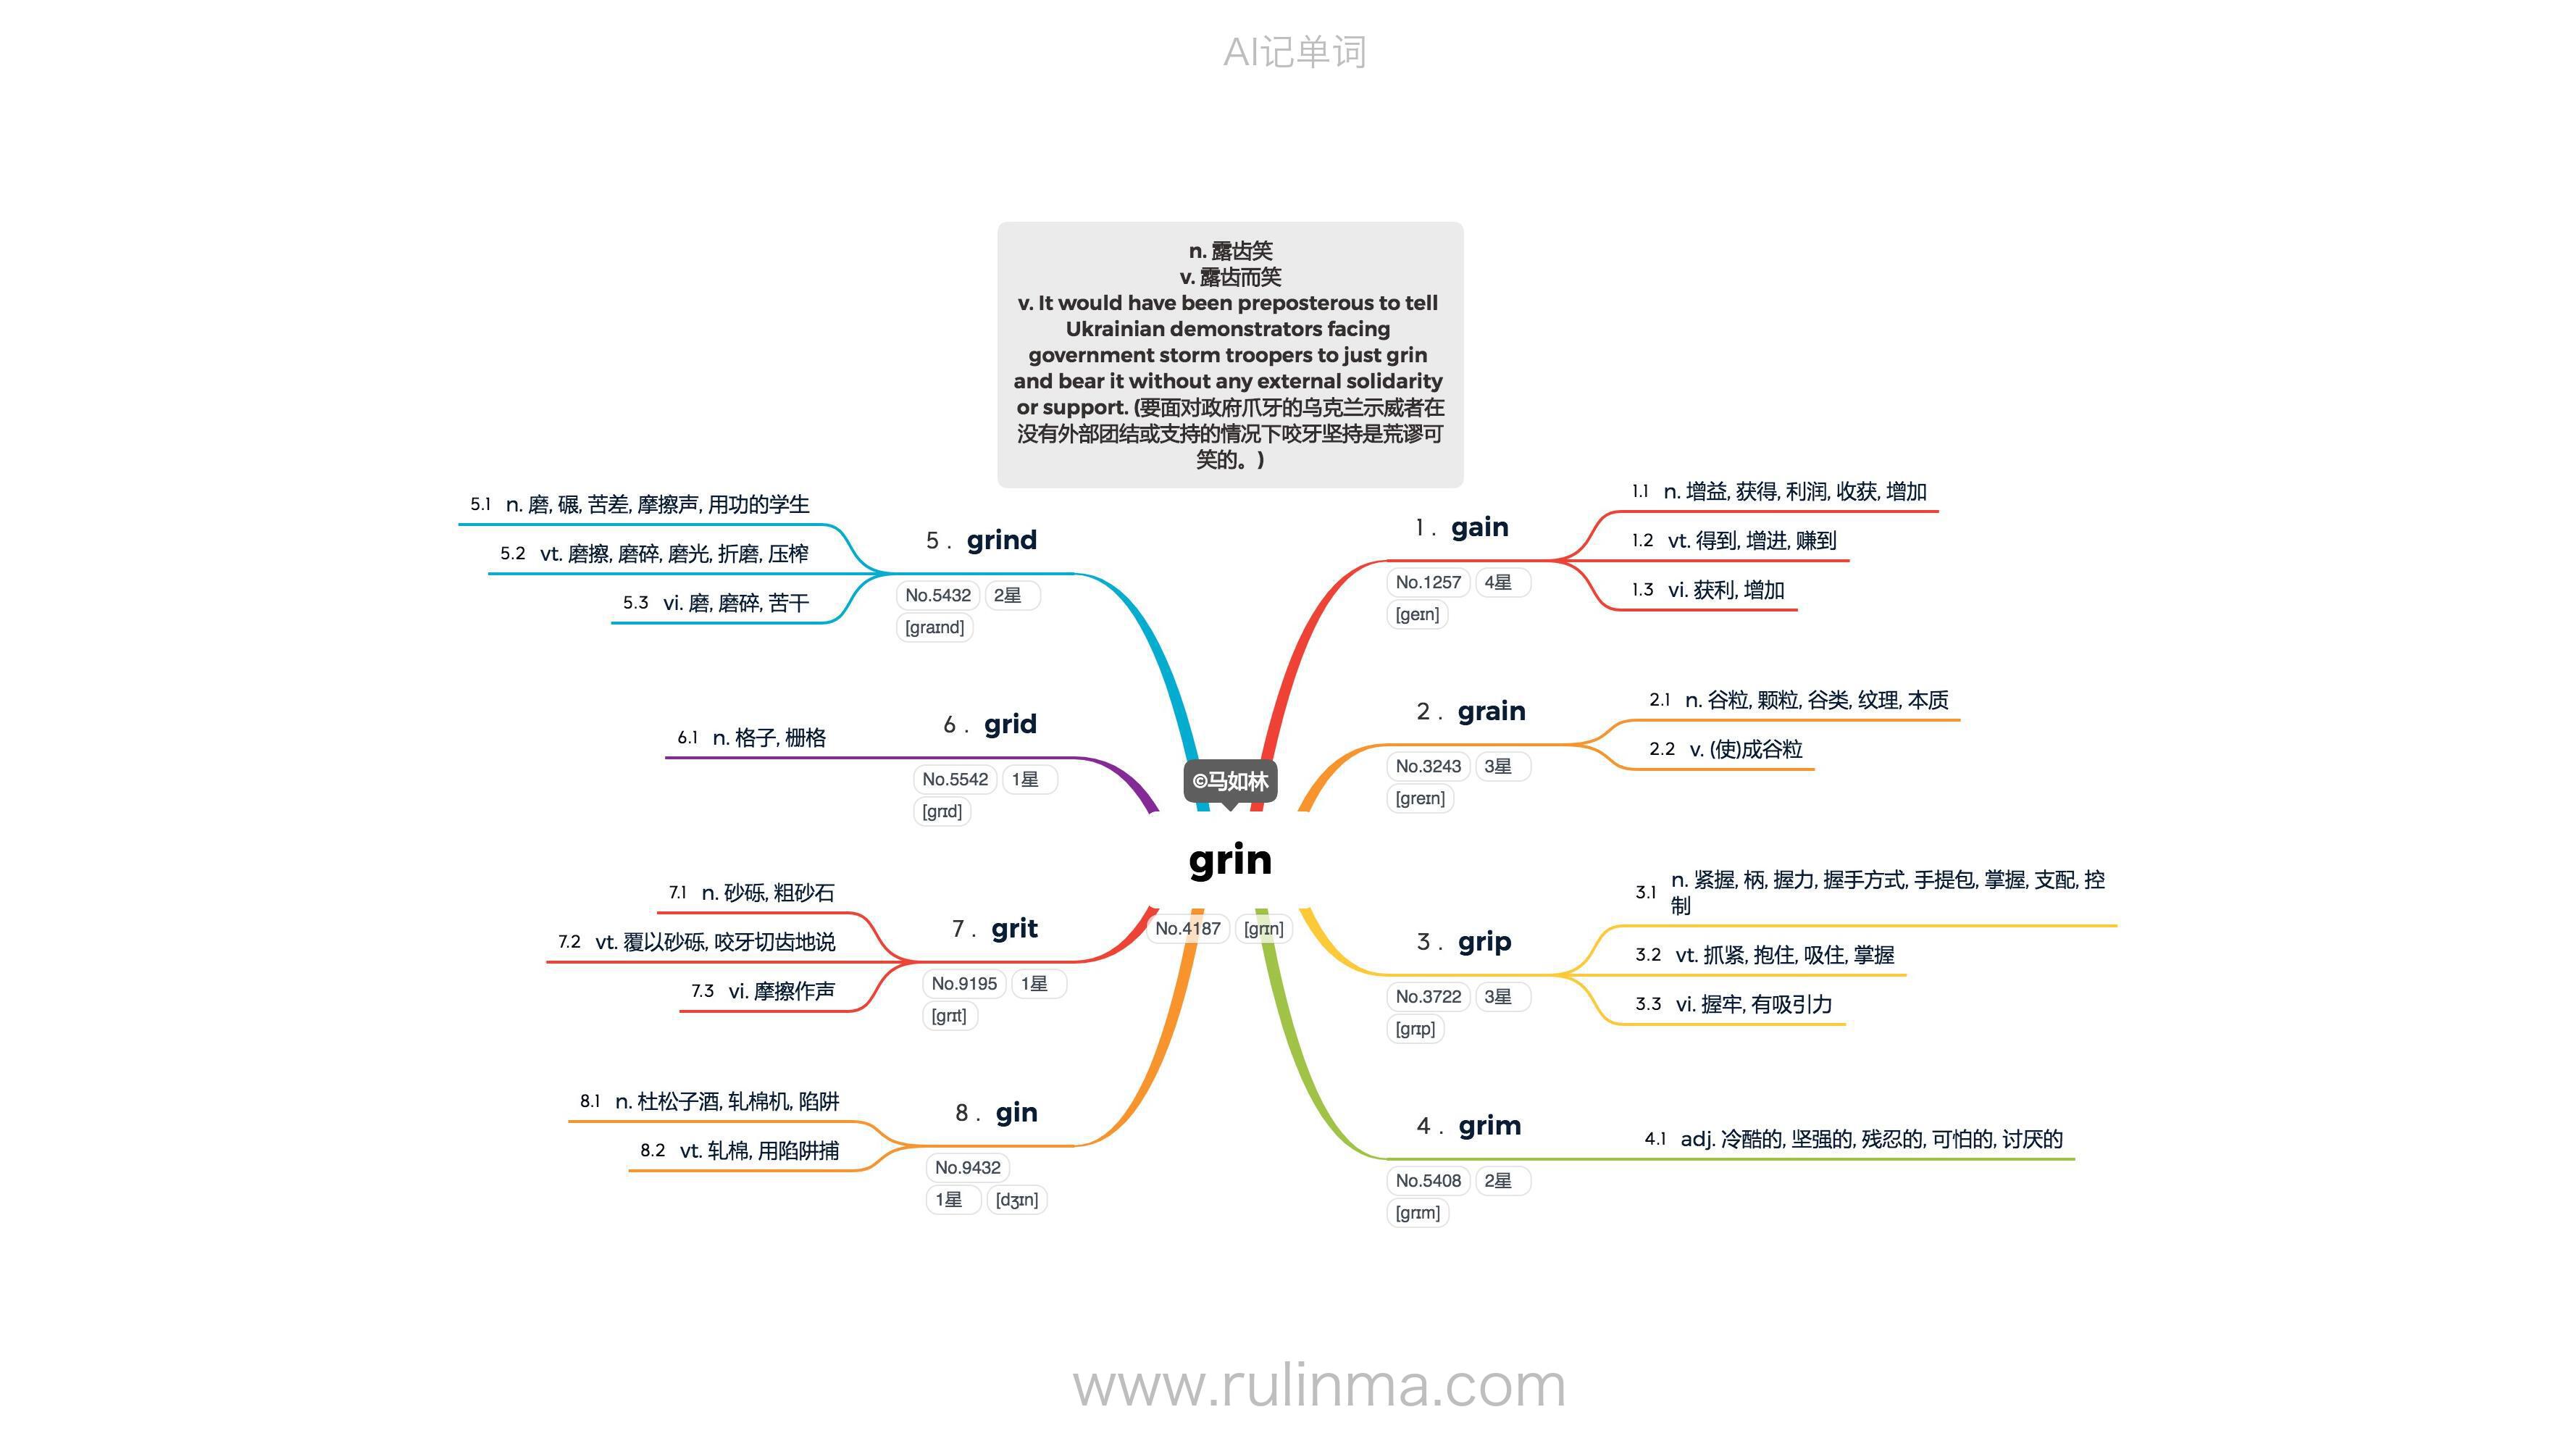 AI记单词
n. 露齿笑
v. 露齿而笑
v. It would have been preposterous to tell
Ukrainian demonstrators facing
government storm troopers to just grin
and bear it without any external solidarity
or support. (要面对政府爪牙的乌克兰示威者在
没有外部团结或支持的情况下咬牙坚持是荒谬可
笑的。)
©马如林
grin
No.4187 [grɪn]
1. gain
No.1257 4星
[geɪn]
1.1 n. 增益, 获得, 利润, 收获, 增加
1.2 vt. 得到, 增进, 赚到
1.3 vi. 获利, 增加
2. grain
No.3243 3星
[greɪn]
2.1 n. 谷粒, 颗粒, 谷类, 纹理, 本质
2.2 v. (使)成谷粒
3. grip
No.3722 3星
[grɪp]
3.1 n. 紧握, 柄, 握力, 握手方式, 手提包, 掌握, 支配, 控
制
3.2 vt. 抓紧, 抱住, 吸住, 掌握
3.3 vi. 握牢, 有吸引力
4. grim
No.5408 2星
[grɪm]
4.1 adj. 冷酷的, 坚强的, 残忍的, 可怕的, 讨厌的
5. grind
No.5432 2星
[graɪnd]
5.1 n. 磨, 碾, 苦差, 摩擦声, 用功的学生
5.2 vt. 磨擦, 磨碎, 磨光, 折磨, 压榨
5.3 vi. 磨, 磨碎, 苦干
6. grid
No.5542 1星
[grɪd]
6.1 n. 格子, 栅格
7. grit
No.9195 1星
[grɪt]
7.1 n. 砂砾, 粗砂石
7.2 vt. 覆以砂砾, 咬牙切齿地说
7.3 vi. 摩擦作声
8. gin
No.9432
1星 [dʒɪn]
8.1 n. 杜松子酒, 轧棉机, 陷阱
8.2 vt. 轧棉, 用陷阱捕
www.rulinma.com